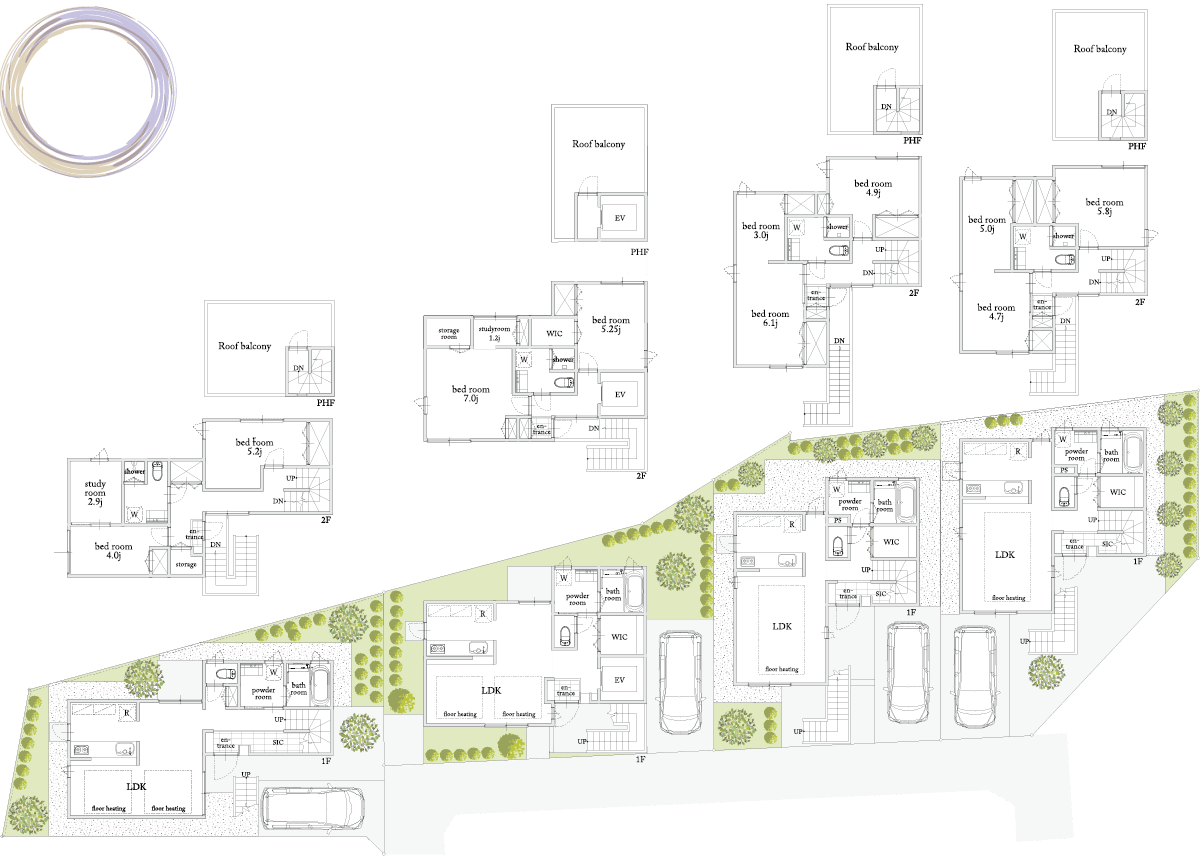 Roof balcony
DN
PHF
bed room
5.2j
shower
study
room
2.9j
W
UP
DN
2F
en-
trance
DN
bed room
4.0j
storage
W
powder
room
bath
room
R
UP
en-
trance
SIC
1F
UP
LDK
floor heating
floor heating
Roof balcony
EV
PHF
storage
room
studyroom
1.2j
WIC
bed room
5.25j
W
shower
bed room
7.0j
EV
en-
trance
DN
2F
W
powder
room
bath
room
R
WIC
LDK
en-
trance
EV
floor heating
floor heating
UP
1F
Roof balcony
DN
PHF
bed room
4.9j
bed room
3.0j
W
shower
UP
DN
en-
trance
2F
bed room
6.1j
DN
W
powder
room
bath
room
R
PS
WIC
UP
en-
trance
SIC
1F
LDK
floor heating
UP
Roof balcony
DN
PHF
bed room
5.8j
bed room
5.0j
W
shower
UP
DN
2F
en-
trance
bed room
4.7j
DN
W
powder
room
bath
room
R
PS
WIC
UP
en-
trance
SIC
1F
LDK
floor heating
UP